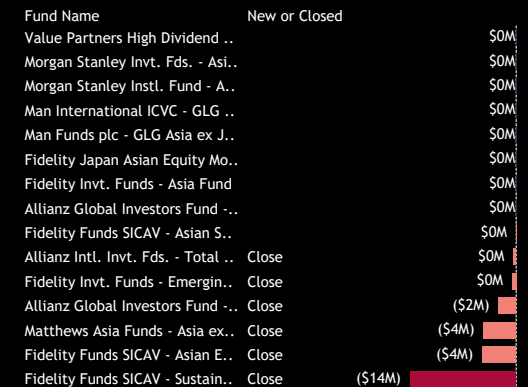 Fund Name New or Closed
Value Partners High Dividend .. $0M
Morgan Stanley Invt. Fds. - Asi.. $0M
Morgan Stanley Instl. Fund - A.. $0M
Man International ICVC - GLG .. $0M
Man Funds plc - GLG Asia ex J.. $0M
Fidelity Japan Asian Equity Mo.. $0M
Fidelity Invt. Funds - Asia Fund $0M
Allianz Global Investors Fund -.. $0M
Fidelity Funds SICAV - Asian S.. $0M
Allianz Intl. Invt. Fds. - Total .. Close $0M
Fidelity Invt. Funds - Emergin.. Close $0M
Allianz Global Investors Fund -.. Close ($2M)
Matthews Asia Funds - Asia ex.. Close ($4M)
Fidelity Funds SICAV - Asian E.. Close ($4M)
Fidelity Funds SICAV - Sustain.. Close ($14M)